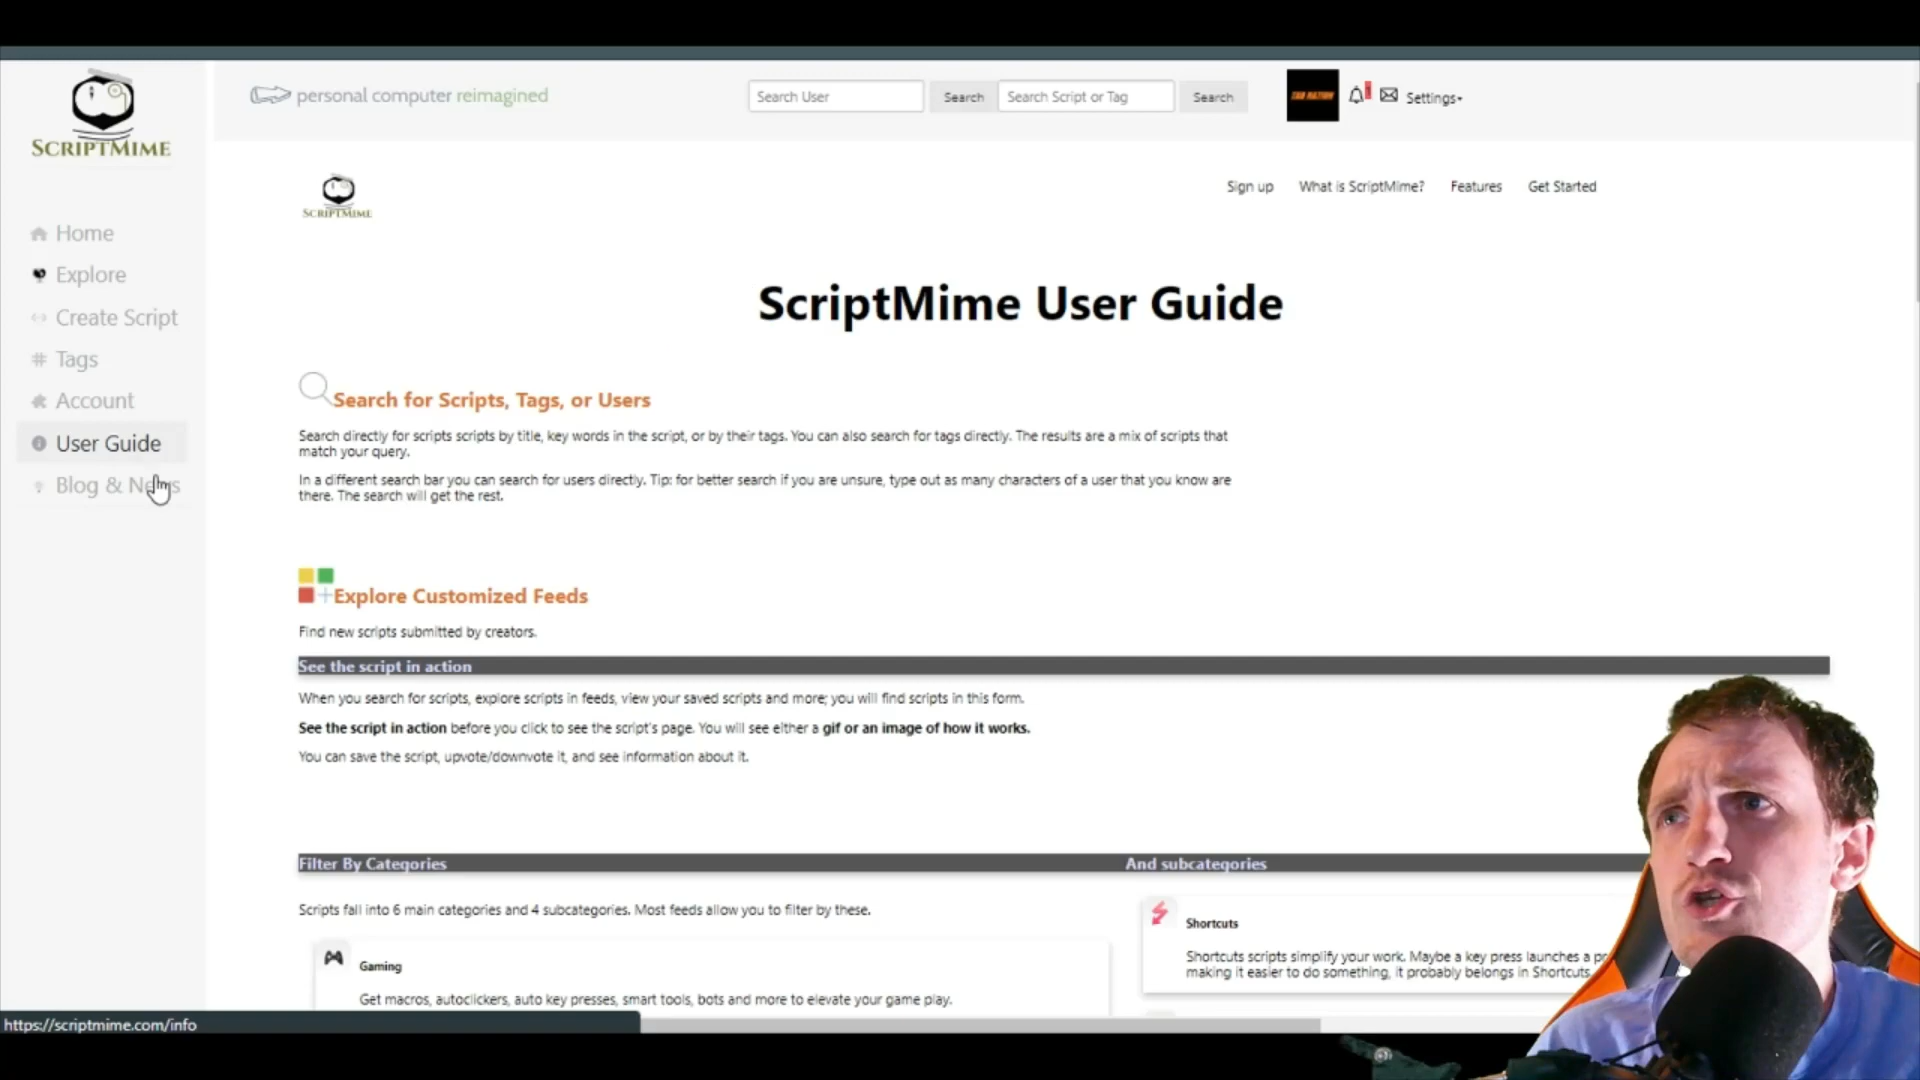 SCRIPTMIME
personal computer reimagined
Search User
Search
Search Script or Tag
Search
Settings
Home
Explore
Create Script
Tags
Account
User Guide
Blog &
SCRIPTMIME
Sign up
What is ScriptMime?
Features
Get Started
ScriptMime User Guide
Search for Scripts, Tags, or Users
Search directly for scripts scripts by title, key words in the script, or by their tags. You can also search for tags directly. The results are a mix of scripts that
match your query.
In a different search bar you can search for users directly. Tip: for better search if you are unsure, type out as many characters of a user that you know are
there. The search will get the rest.
Explore Customized Feeds
Find new scripts submitted by creators.
See the script in action
When you search for scripts, explore scripts in feeds, view your saved scripts and more; you will find scripts in this form.
See the script in action before you click to see the script's page. You will see either a gif or an image of how it works.
You can save the script, upvote/downvote it, and see information about it.
Filter By Categories
And subcategories
Scripts fall into 6 main categories and 4 subcategories. Most feeds allow you to filter by these.
Gaming
Get macros, autoclickers, auto key presses, smart tools, bots and more to elevate your game play.
Shortcuts
Shortcuts scripts simplify your work. Maybe a key press launches a
making it easier to do something, it probably belongs in Shortcuts.
https://scriptmime.com/info